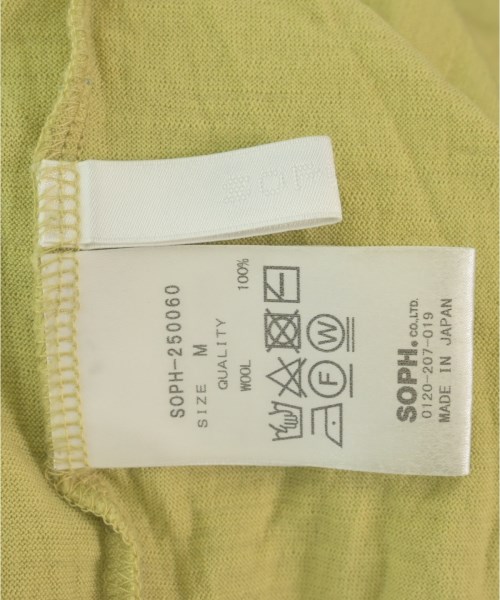 SOPH-250060
SIZE M
QUALITY
WOOL 100%
F W
SOPH. CO.,LTD.
0120-207-019
MADE IN JAPAN